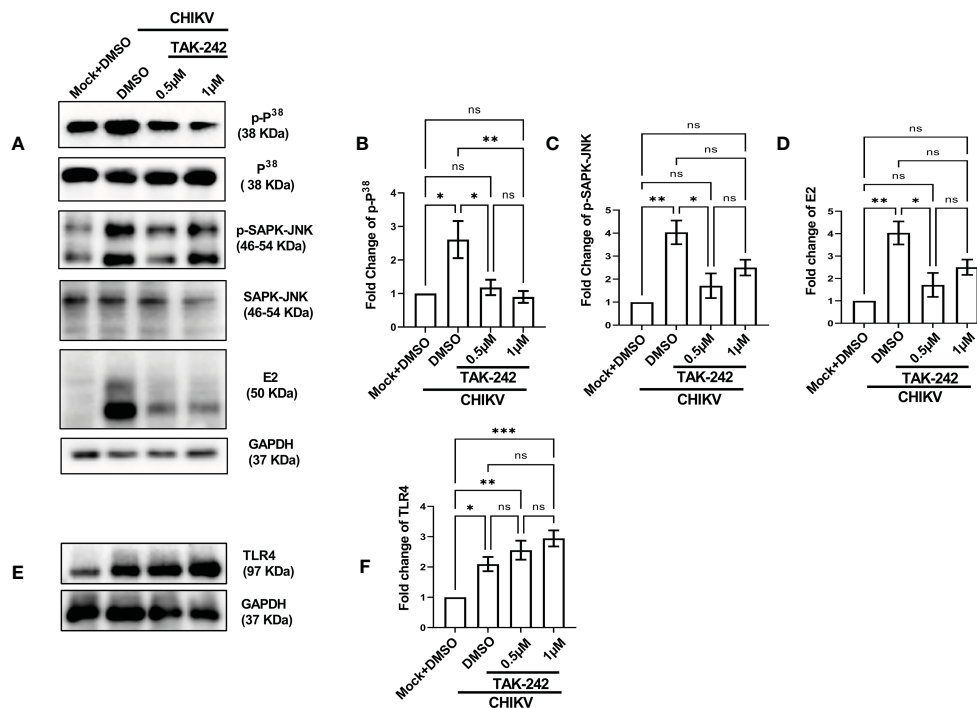 CHIKV
TAK-242
Mock+DMSO
DMSO
0.5µM
1µM
A
p-P38
(38 KDa)
P38
( 38 KDa)
p-SAPK-JNK
(46-54 KDa)
SAPK-JNK
(46-54 KDa)
E2
(50 KDa)
GAPDH
(37 KDa)
B
Fold Change of p-P38
4
3
2
1
0
ns
**
ns
*
*
ns
Mock+DMSO
DMSO
0.5µM
1µM
TAK-242
CHIKV
C
Fold Change of p-SAPK-JNK
5
4
3
2
1
0
ns
ns
ns
**
*
ns
Mock+DMSO
DMSO
0.5µM
1µM
TAK-242
CHIKV
D
Fold change of E2
5
4
3
2
1
0
ns
ns
ns
**
*
ns
Mock+DMSO
DMSO
0.5µM
1µM
TAK-242
CHIKV
E
TLR4
(97 KDa)
GAPDH
(37 KDa)
F
Fold change of TLR4
4
3
2
1
0
***
ns
**
*
ns
ns
Mock+DMSO
DMSO
0.5µM
1µM
TAK-242
CHIKV